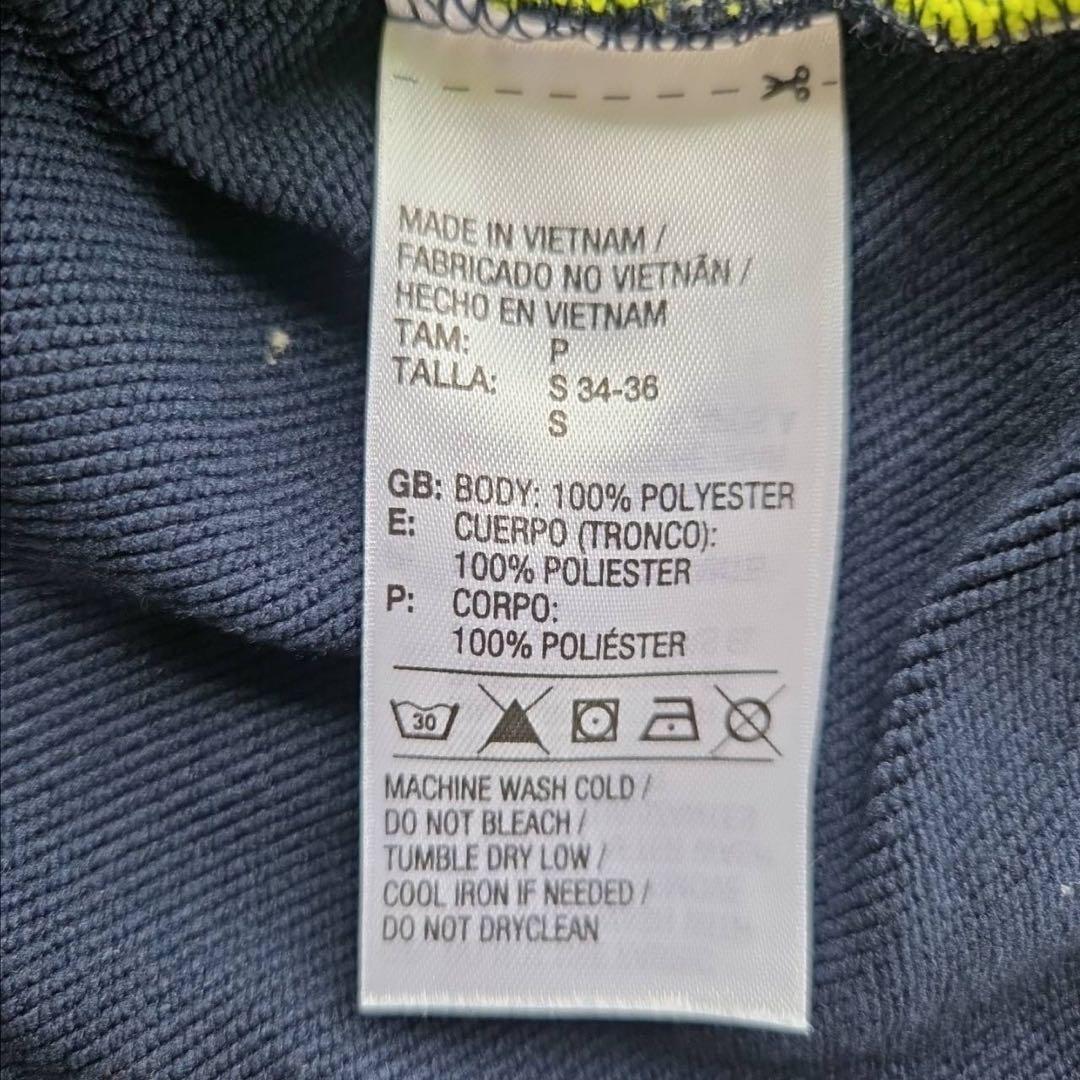 MADE IN VIETNAM /
FABRICADO NO VIETNÃN /
HECHO EN VIETNAM
TAM: P
TALLA: S 34-36
S
GB: BODY: 100% POLYESTER
E: CUERPO (TRONCO):
100% POLIESTER
P: CORPO:
100% POLIÉSTER
30
MACHINE WASH COLD /
DO NOT BLEACH /
TUMBLE DRY LOW /
COOL IRON IF NEEDED /
DO NOT DRYCLEAN